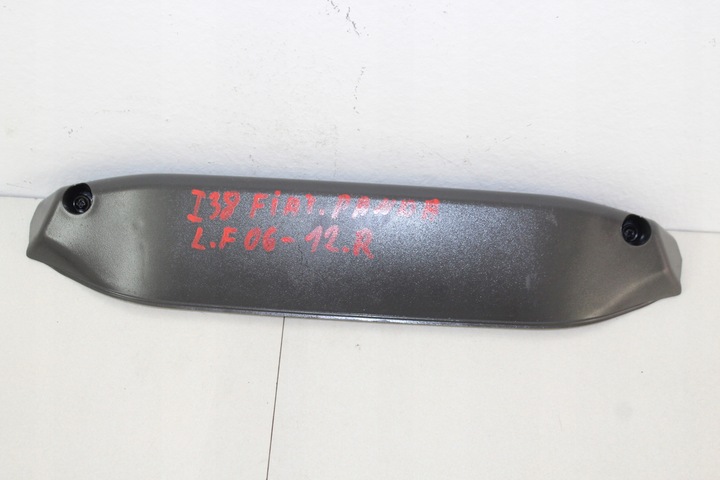 I38 FiAT. PANDA
L.F 06-12.R